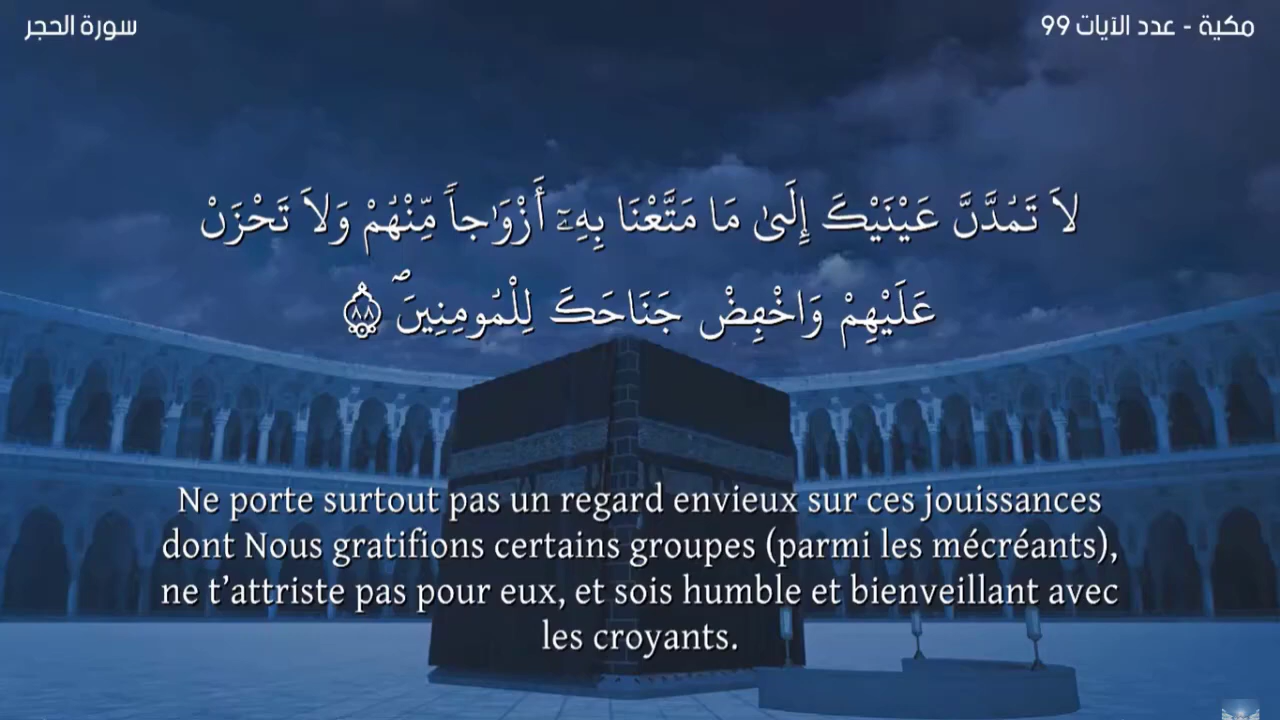 سورة الحجر
مكية - عدد الآيات 99
لاَ تَمُدَّنَّ عَيْنَيْكَ إِلَىٰ مَا مَتَّعْنَا بِهِۦٓ أَزْوَٰجاً مِّنْهُمْ وَلاَ تَحْزَنْ
عَلَيْهِمْ وَاخْفِضْ جَنَاحَكَ لِلْمُومِنِينَۖ ٨٨
Ne porte surtout pas un regard envieux sur ces jouissances
dont Nous gratifions certains groupes (parmi les mécréants),
ne t’attriste pas pour eux, et sois humble et bienveillant avec
les croyants.